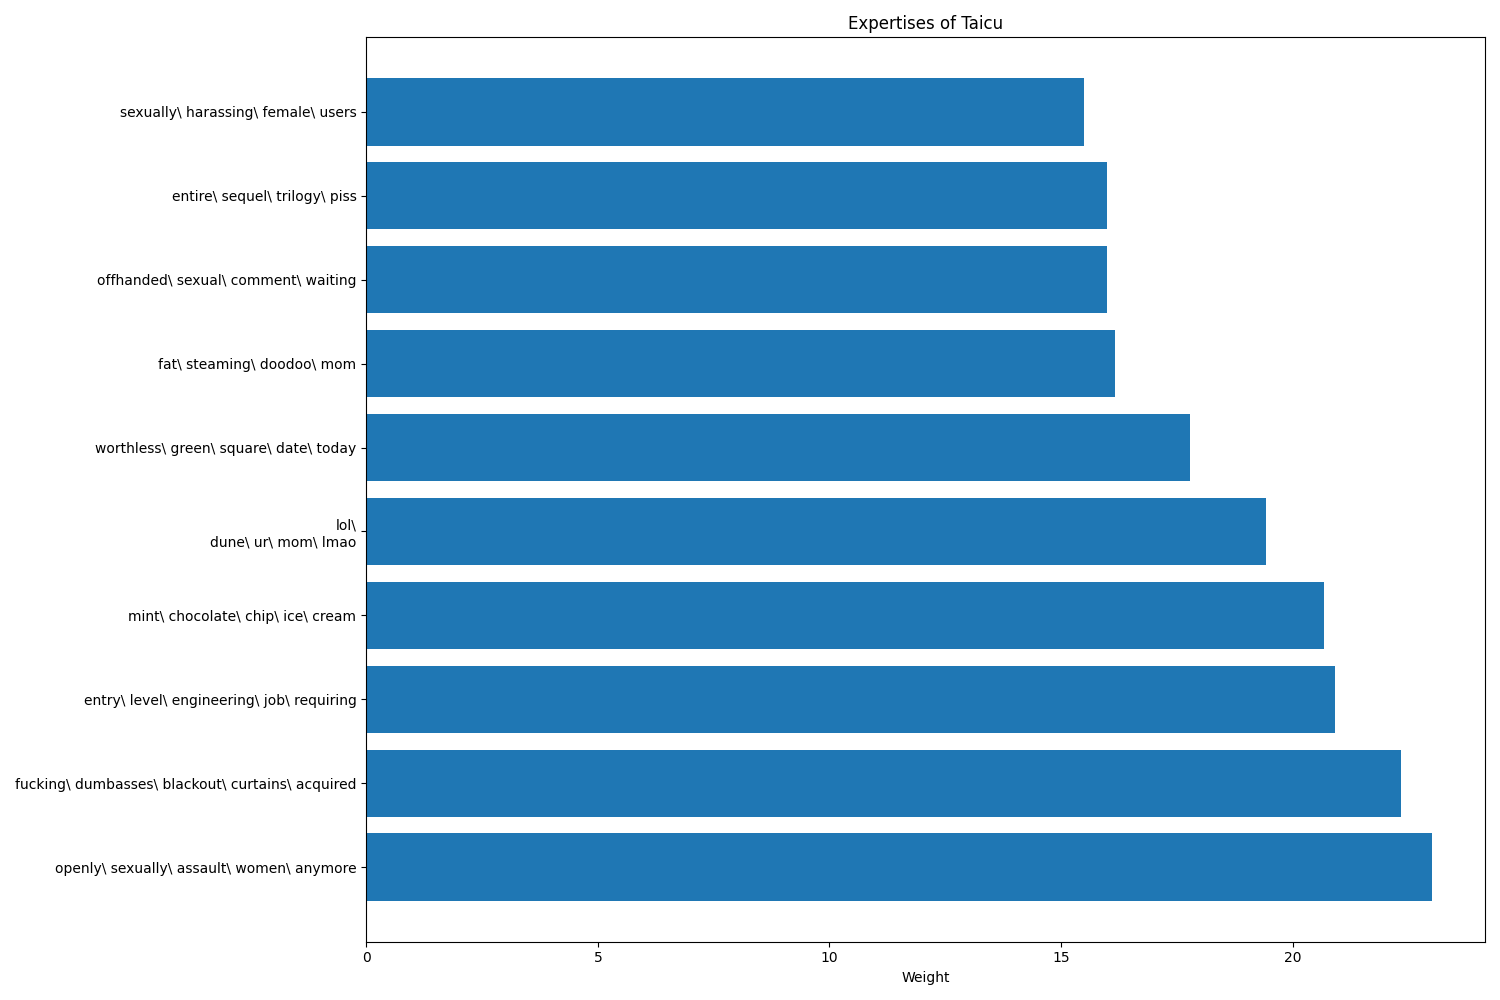 Expertises of Taicu
sexually\ harassing\ female\ users
entire\ sequel\ trilogy\ piss
offhanded\ sexual\ comment\ waiting
fat\ steaming\ doodoo\ mom
worthless\ green\ square\ date\ today
lol\
dune\ ur\ mom\ lmao
mint\ chocolate\ chip\ ice\ cream
entry\ level\ engineering\ job\ requiring
fucking\ dumbasses\ blackout\ curtains\ acquired
openly\ sexually\ assault\ women\ anymore
0 5 10 15 20
Weight